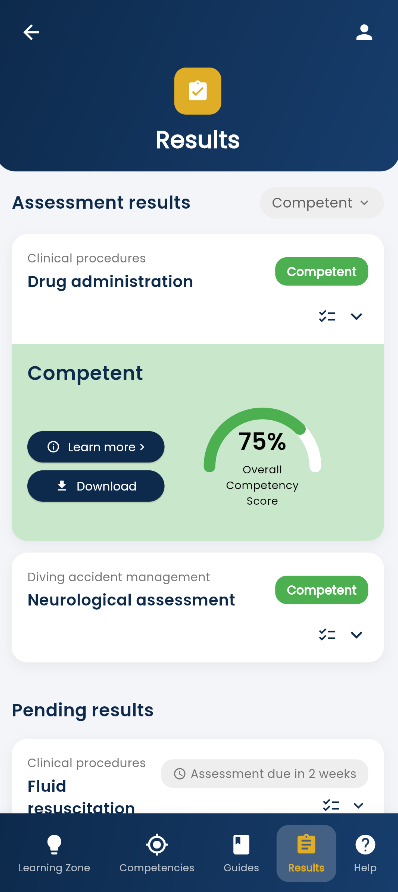 Results
Assessment results
Competent
Clinical procedures
Drug administration
Competent
Competent
Learn more >
Download
75%
Overall
Competency
Score
Diving accident management
Neurological assessment
Competent
Pending results
Clinical procedures
Fluid
resuscitation
Assessment due in 2 weeks
Learning Zone
Competencies
Guides
Results
Help